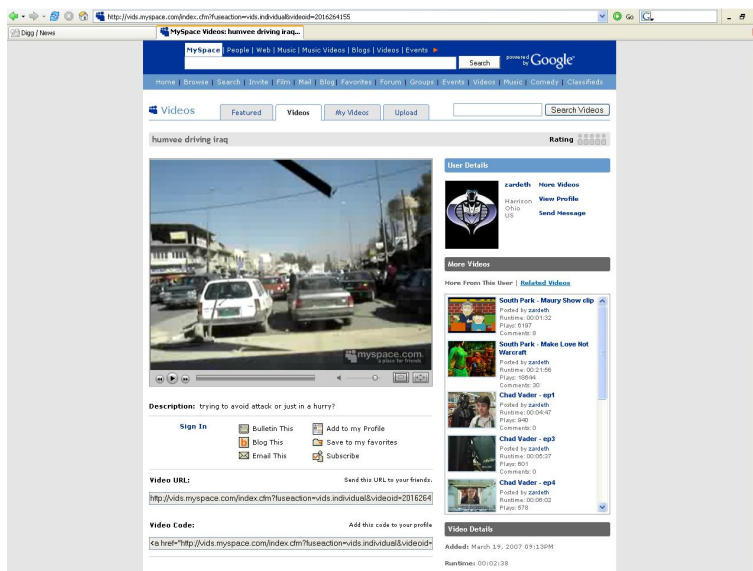 http://vids.myspace.com/index.cfm?fuseaction=vids.individual&videoid=2016264155
Go
G
Digg / News
MySpace Videos: humvee driving iraq...
MySpace | People | Web | Music | Music Videos | Blogs | Videos | Events
Search
powered by Google
Home | Browse | Search | Invite | Film | Mail | Blog | Favorites | Forum | Groups | Events | Videos | Music | Comedy | Classifieds
Videos
Featured
Videos
My Videos
Upload
Search Videos
humvee driving iraq
Rating
myspace.com
a place for friends
Description: trying to avoid attack or just in a hurry?
Sign In
Bulletin This
Add to my Profile
Blog This
Save to my favorites
Email This
Subscribe
Video URL:
Send this URL to your friends.
http://vids.myspace.com/index.cfm?fuseaction=vids.individual&videoid=2016264
Video Code:
Add this code to your profile
<a href="http://vids.myspace.com/index.cfm?fuseaction=vids.individual&videoid=
User Details
zardeth
Harrison
Ohio
US
More Videos
View Profile
Send Message
More Videos
More From This User | Related Videos
South Park - Maury Show clip
Posted by zardeth
Runtime: 00:01:32
Plays: 6197
Comments: 8
South Park - Make Love Not
Warcraft
Posted by zardeth
Runtime: 00:21:56
Plays: 18644
Comments: 30
Chad Vader - ep1
Posted by zardeth
Runtime: 00:04:47
Plays: 940
Comments: 0
Chad Vader - ep3
Posted by zardeth
Runtime: 00:05:37
Plays: 601
Comments: 0
Chad Vader - ep4
Posted by zardeth
Runtime: 00:06:02
Plays: 578
Video Details
Added: March 19, 2007 09:13PM
Runtime: 00:02:38